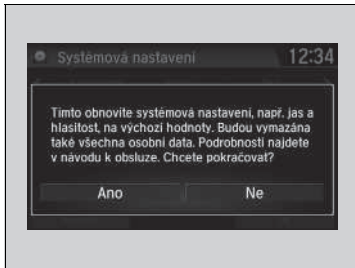 Systémová nastavení
12:34
Tímto obnovíte systémová nastavení, např. jas a
hlasitost, na výchozí hodnoty. Budou vymazána
také všechna osobní data. Podrobnosti najdete
v návodu k obsluze. Chcete pokračovat?
Ano
Ne